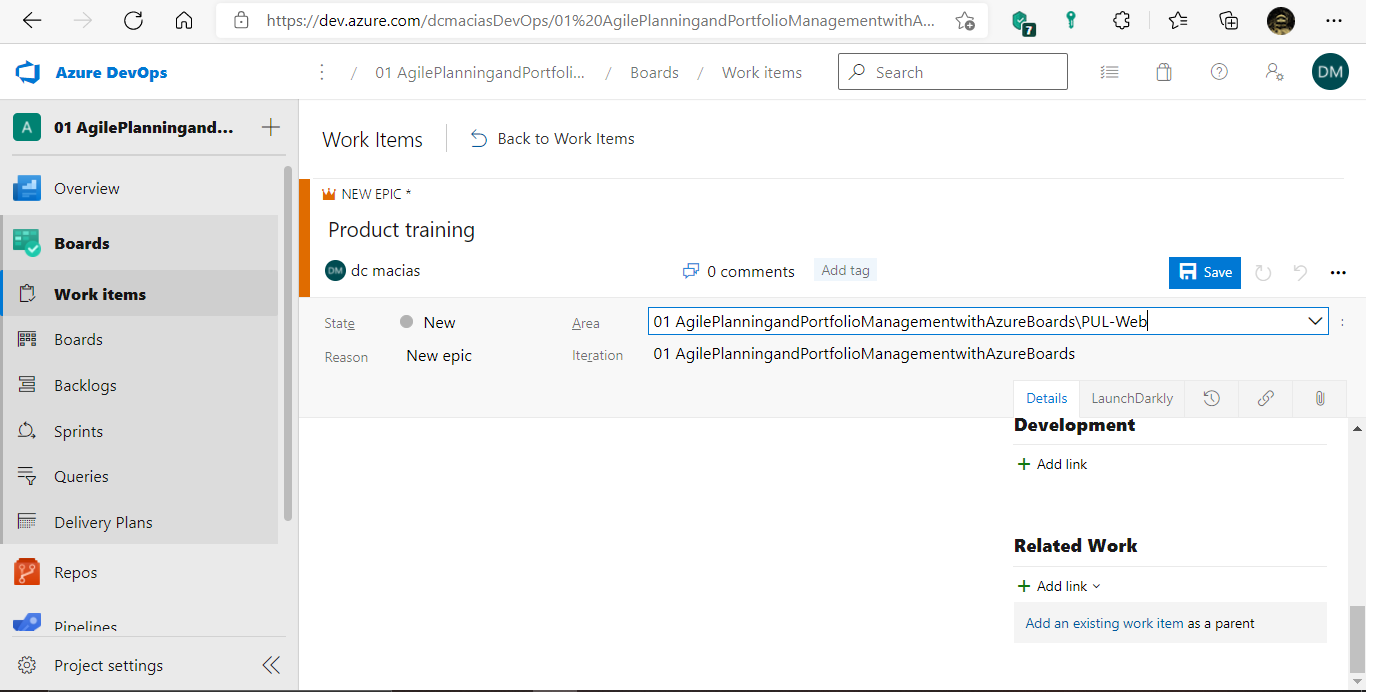 https://dev.azure.com/dcmaciasDevOps/01%20AgilePlanningandPortfolioManagementwithA...
7
Azure DevOps
/ 01 AgilePlanningandPortfoli... / Boards / Work items
Search
DM
A
01 AgilePlanningand...
Overview
Boards
Work items
Boards
Backlogs
Sprints
Queries
Delivery Plans
Repos
Pipelines
Project settings
Work Items
Back to Work Items
NEW EPIC *
Product training
DM dc macias
0 comments
Add tag
Save
State
New
Area
01 AgilePlanningandPortfolioManagementwithAzureBoards\PUL-Web
Reason
New epic
Iteration
01 AgilePlanningandPortfolioManagementwithAzureBoards
Details
LaunchDarkly
Development
+ Add link
Related Work
+ Add link
Add an existing work item as a parent